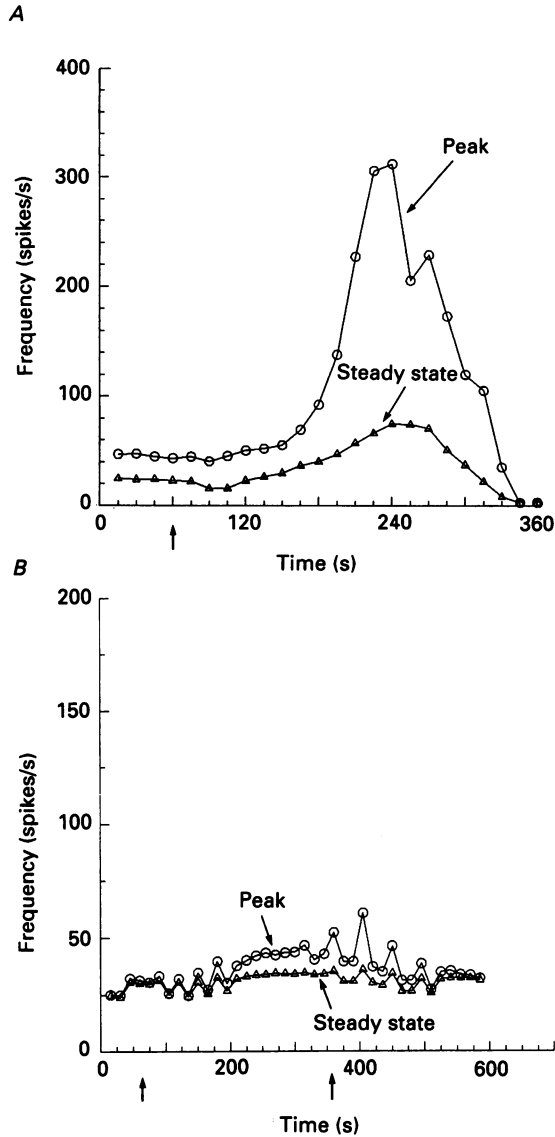 A
400
300
200
100
0
Frequency (spikes/s)
Peak
Steady state
0 120 240 360
Time (s)
B
200
150
100
50
0
Frequency (spikes/s)
Peak
Steady state
0 200 400 600
Time (s)